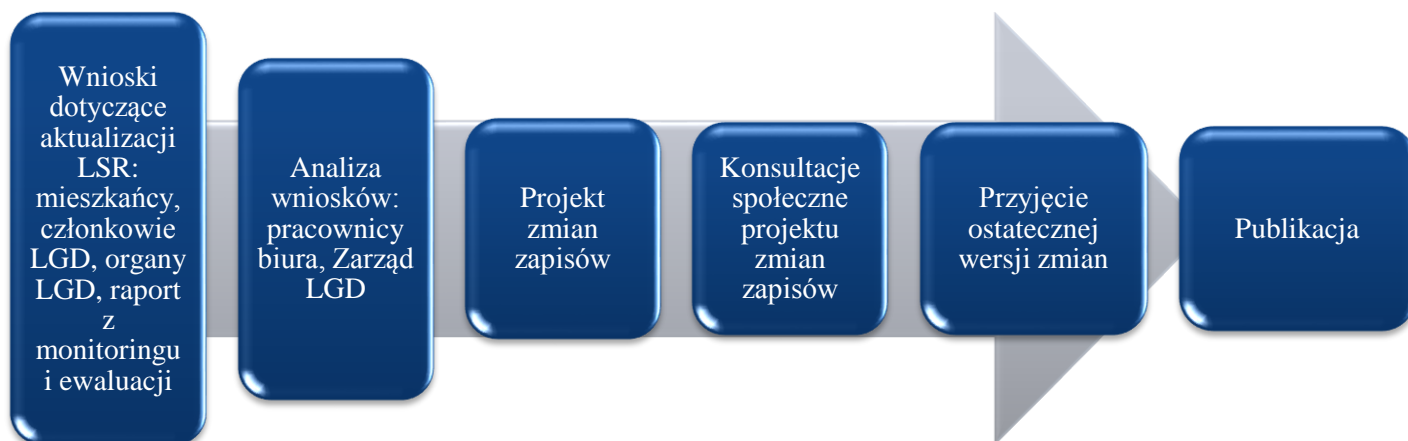 Wnioski
dotyczące
aktualizacji
LSR:
mieszkańcy,
członkowie
LGD, organy
LGD, raport
z
monitoringu
i ewaluacji
Analiza
wniosków:
pracownicy
biura, Zarząd
LGD
Projekt
zmian
zapisów
Konsultacje
społeczne
projektu
zmian
zapisów
Przyjęcie
ostatecznej
wersji zmian
Publikacja